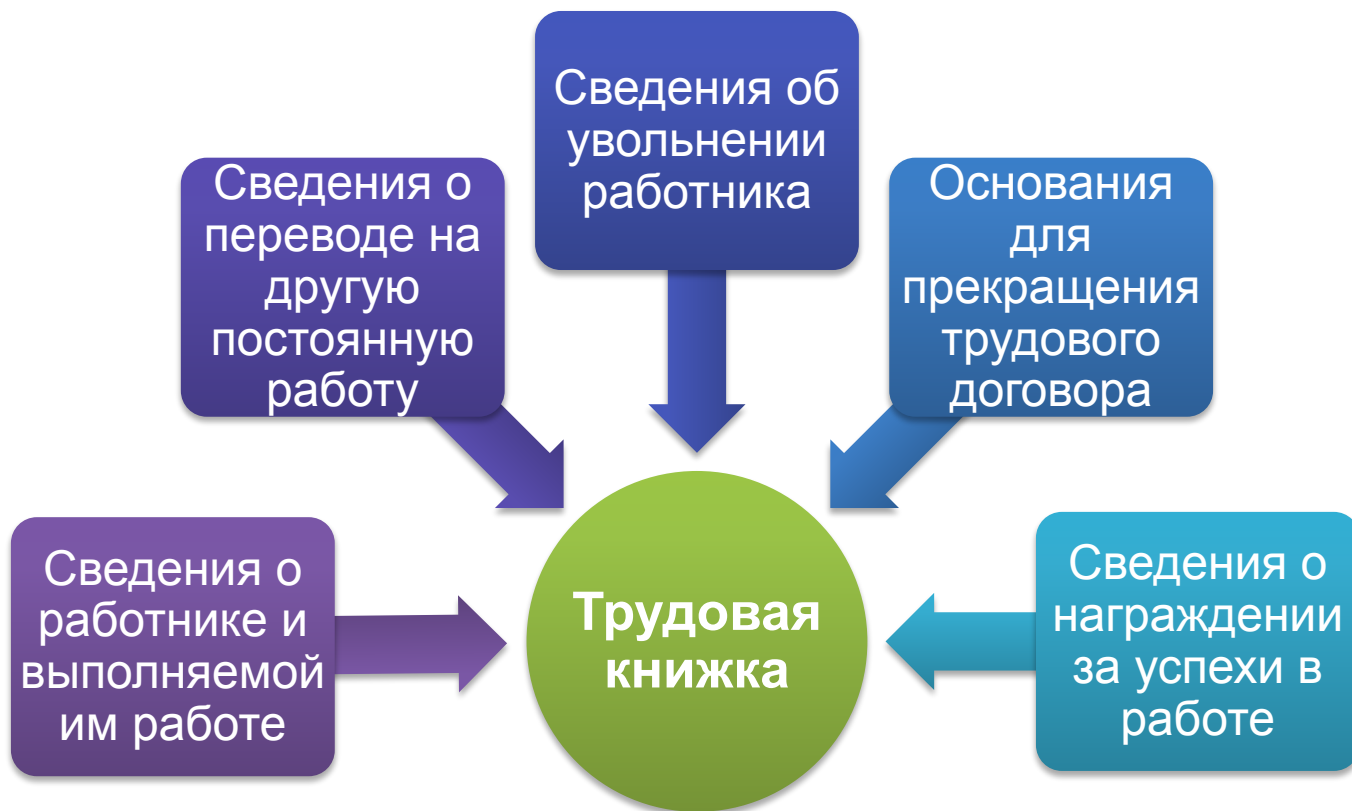 Сведения об
увольнении
работника
Сведения о
переводе на
другую
постоянную
работу
Основания
для
прекращения
трудового
договора
Сведения о
работнике и
выполняемой
им работе
Трудовая
книжка
Сведения о
награждении
за успехи в
работе